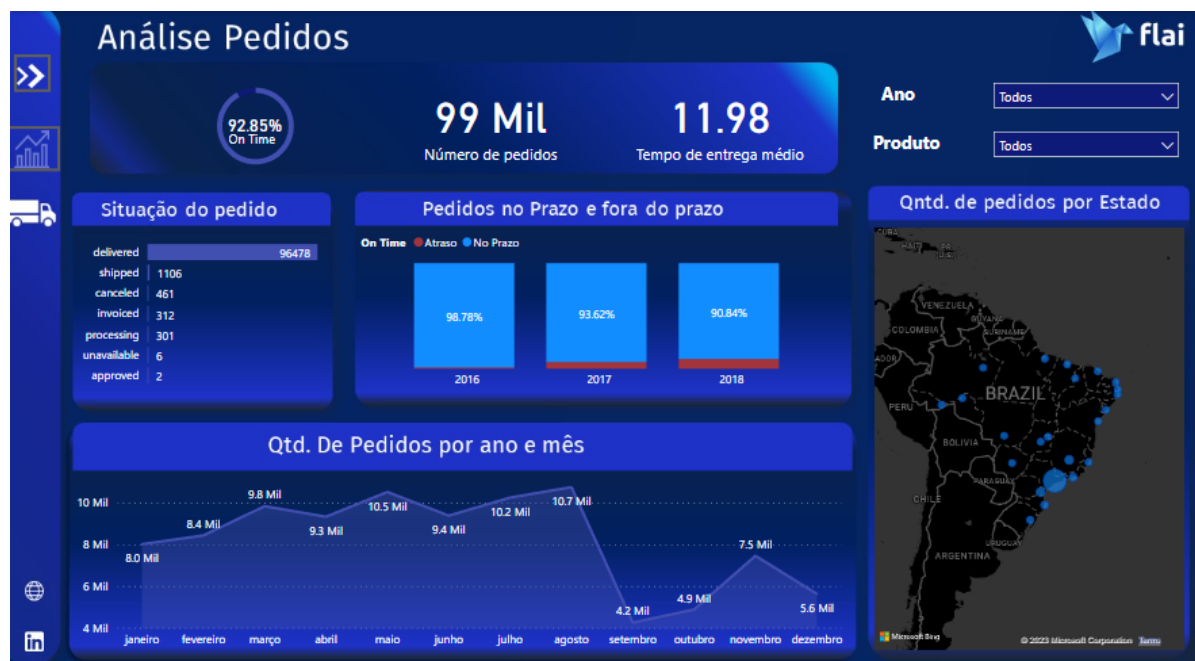 Análise Pedidos
flai
92.85%
On Time
99 Mil
Número de pedidos
11.98
Tempo de entrega médio
Ano
Todos
Produto
Todos
Situação do pedido
delivered 96478
shipped 1106
canceled 461
invoiced 312
processing 301
unavailable 6
approved 2
Pedidos no Prazo e fora do prazo
On Time Atraso No Prazo
98.78% 93.62% 90.84%
2016 2017 2018
Qntd. de pedidos por Estado
CUBA
HAITI
P.R.
U.S.
VENEZUELA
GUYANA
SURINAME
COLOMBIA
ADOR
BRAZIL
PERU
BOLIVIA
PARAGUAY
CHILE
URUGUAY
ARGENTINA
Microsoft Bing
© 2023 Microsoft Corporation Terms
Qtd. De Pedidos por ano e mês
10 Mil
8 Mil
6 Mil
4 Mil
8.0 Mil
8.4 Mil
9.8 Mil
9.3 Mil
10.5 Mil
9.4 Mil
10.2 Mil
10.7 Mil
4.2 Mil
4.9 Mil
7.5 Mil
5.6 Mil
janeiro fevereiro março abril maio junho julho agosto setembro outubro novembro dezembro
in